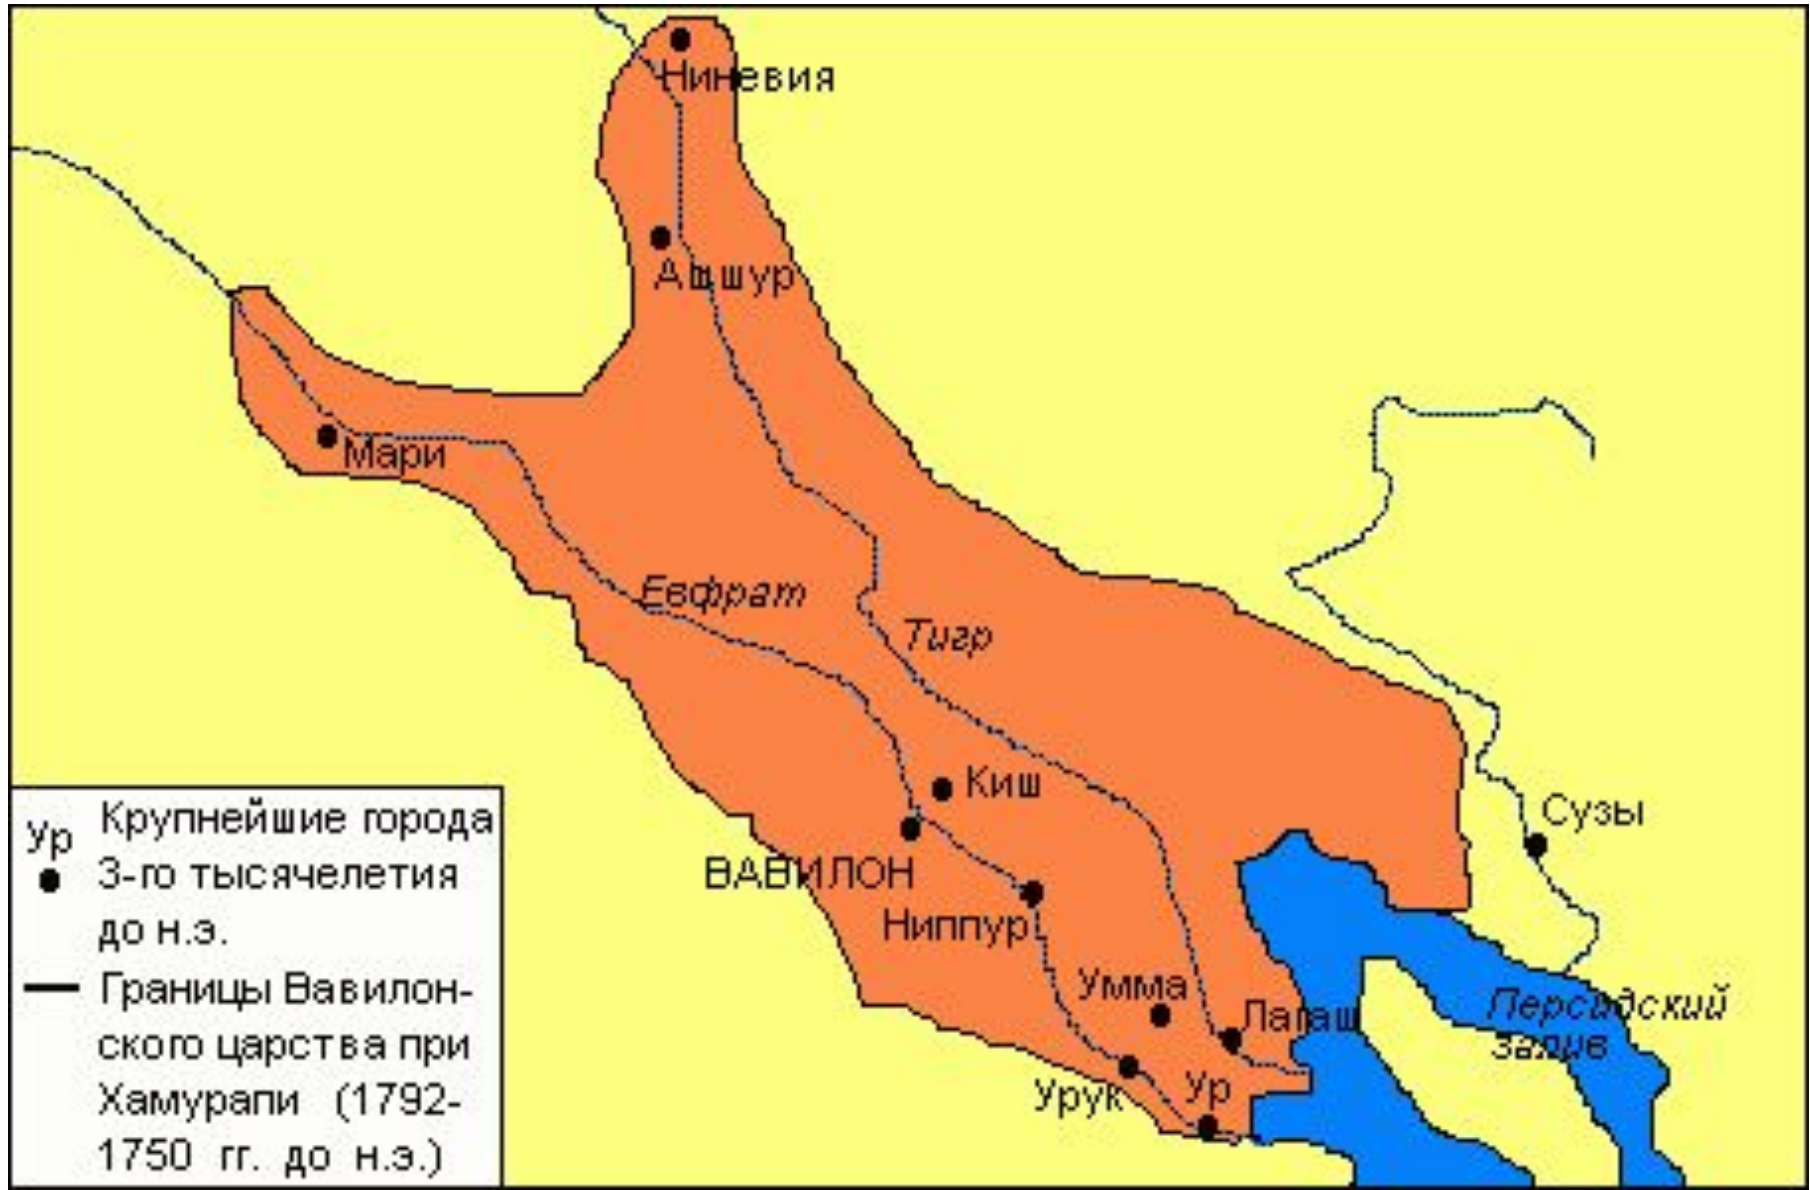 Ниневия
Ашшур
Мари
Евфрат
Тигр
Киш
Сузы
ВАВИЛОН
Ниппур
Умма
Лагаш
Персидский
залив
Урук
Ур
Ур
Крупнейшие города
3-го тысячелетия
до н.э.
Границы Вавилон-
ского царства при
Хамурапи (1792-
1750 гг. до н.э.)